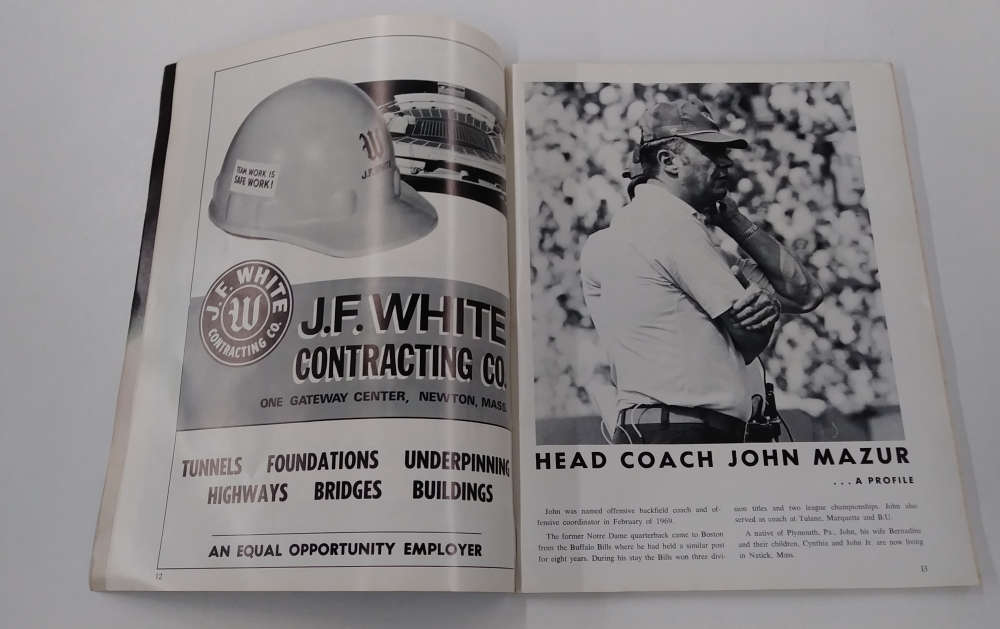 TEAM WORK IS
SAFE WORK!
W
J.F. WHITE
J.F. WHITE
W
CONTRACTING CO.
J.F. WHITE
CONTRACTING CO.
ONE GATEWAY CENTER, NEWTON, MASS.
TUNNELS FOUNDATIONS UNDERPINNING
HIGHWAYS BRIDGES BUILDINGS
AN EQUAL OPPORTUNITY EMPLOYER
12
HEAD COACH JOHN MAZUR
...A PROFILE
John was named offensive backfield coach and of-
fensive coordinator in February of 1969.
The former Notre Dame quarterback came to Boston
from the Buffalo Bills where he had held a similar post
for eight years. During his stay the Bills won three divi-
sion titles and two league championships. John also
served as coach at Tulane, Marquette and B.U.
A native of Plymouth, Pa., John, his wife Bernadine
and their children, Cynthia and John Jr. are now living
in Natick, Mass.
13